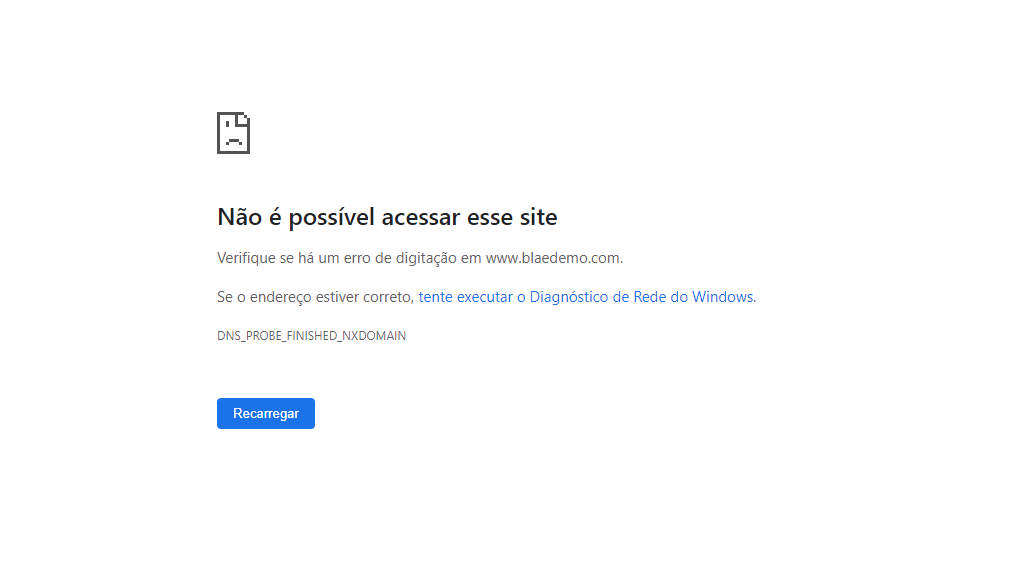 Não é possível acessar esse site
Verifique se há um erro de digitação em www.blaedemo.com.
Se o endereço estiver correto, tente executar o Diagnóstico de Rede do Windows.
DNS_PROBE_FINISHED_NXDOMAIN
Recarregar